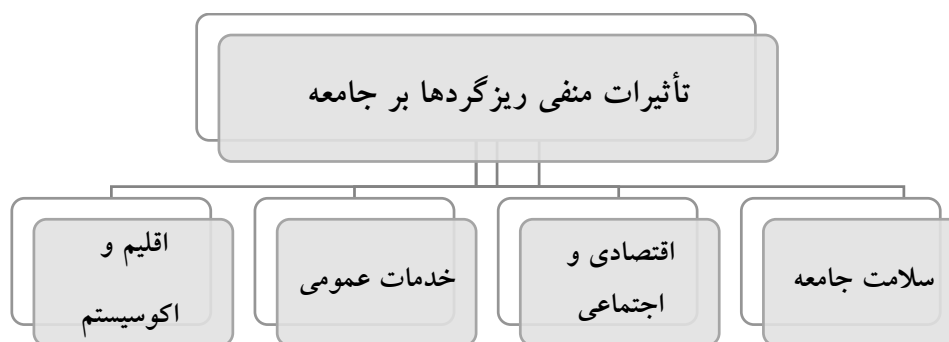 تأثیرات منفی ریزگردها بر جامعه
سلامت جامعه
اقتصادی و
اجتماعی
خدمات عمومی
اقلیم و
اکوسیستم